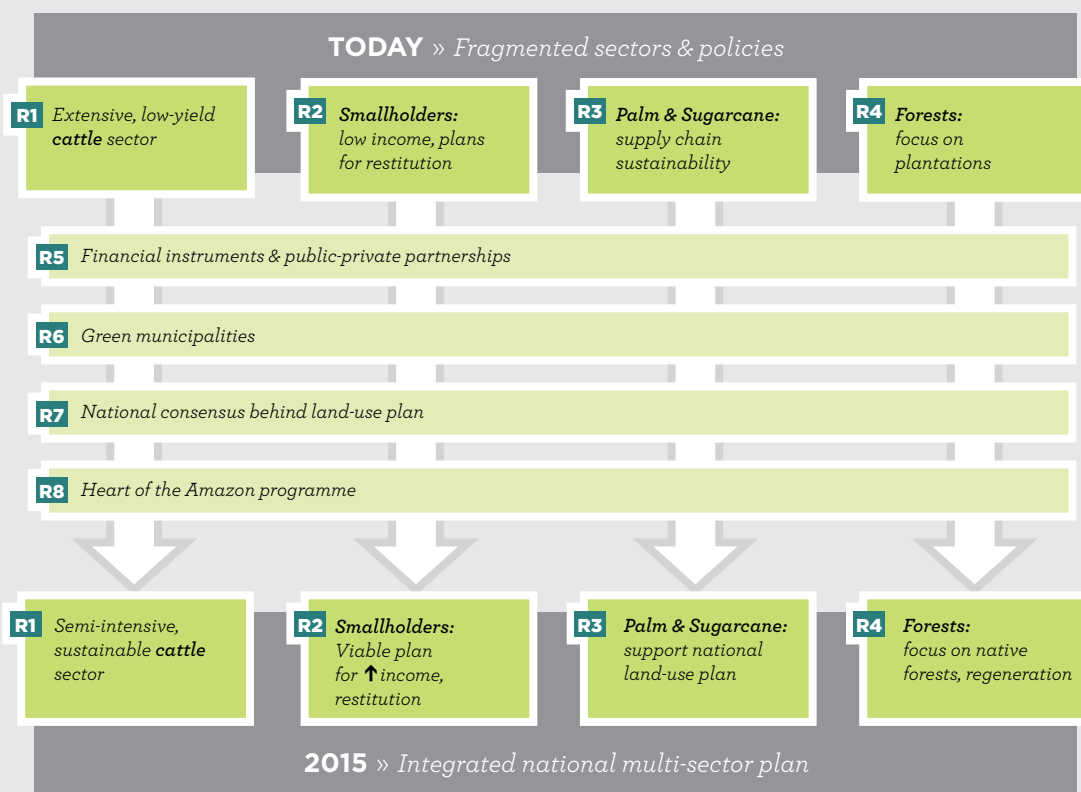 TODAY » Fragmented sectors & policies
R1 Extensive, low-yield
cattle sector
R2 Smallholders:
low income, plans
for restitution
R3 Palm & Sugarcane:
supply chain
sustainability
R4 Forests:
focus on
plantations
R5 Financial instruments & public-private partnerships
R6 Green municipalities
R7 National consensus behind land-use plan
R8 Heart of the Amazon programme
R1 Semi-intensive,
sustainable cattle
sector
R2 Smallholders:
Viable plan
for ↑ income,
restitution
R3 Palm & Sugarcane:
support national
land-use plan
R4 Forests:
focus on native
forests, regeneration
2015 » Integrated national multi-sector plan